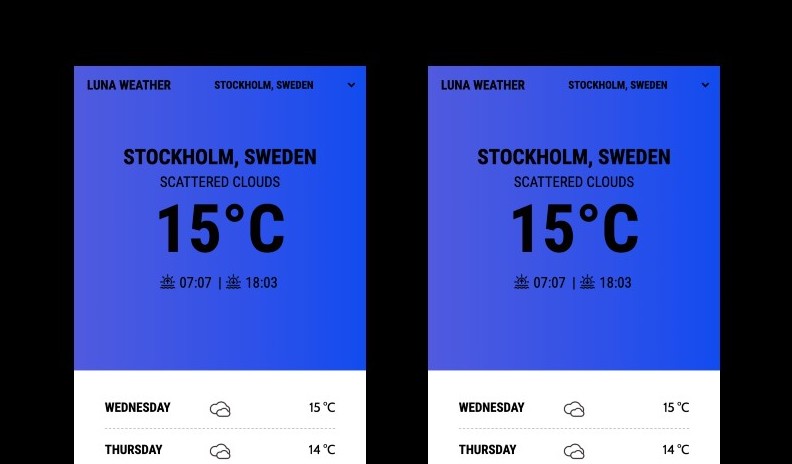 LUNA WEATHER STOCKHOLM, SWEDEN
STOCKHOLM, SWEDEN
SCATTERED CLOUDS
15°C
07:07 | 18:03
WEDNESDAY 15 °C
THURSDAY 14 °C
LUNA WEATHER STOCKHOLM, SWEDEN
STOCKHOLM, SWEDEN
SCATTERED CLOUDS
15°C
07:07 | 18:03
WEDNESDAY 15 °C
THURSDAY 14 °C